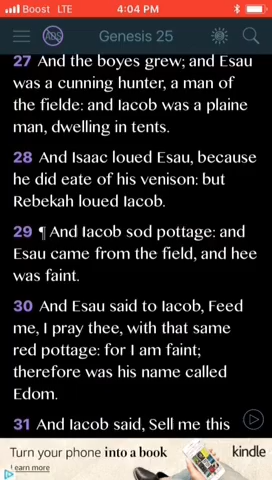 Boost LTE 4:04 PM
ADS Genesis 25
27 And the boyes grew; and Esau
was a cunning hunter, a man of
the fielde: and Iacob was a plaine
man, dwelling in tents.
28 And Isaac loued Esau, because
he did eate of his venison: but
Rebekah loued Iacob.
29 ¶ And Iacob sod pottage: and
Esau came from the field, and hee
was faint.
30 And Esau said to Iacob, Feed
me, I pray thee, with that same
red pottage: for I am faint;
therefore was his name called
Edom.
31 And Iacob said, Sell me this
Turn your phone into a book kindle
Learn more